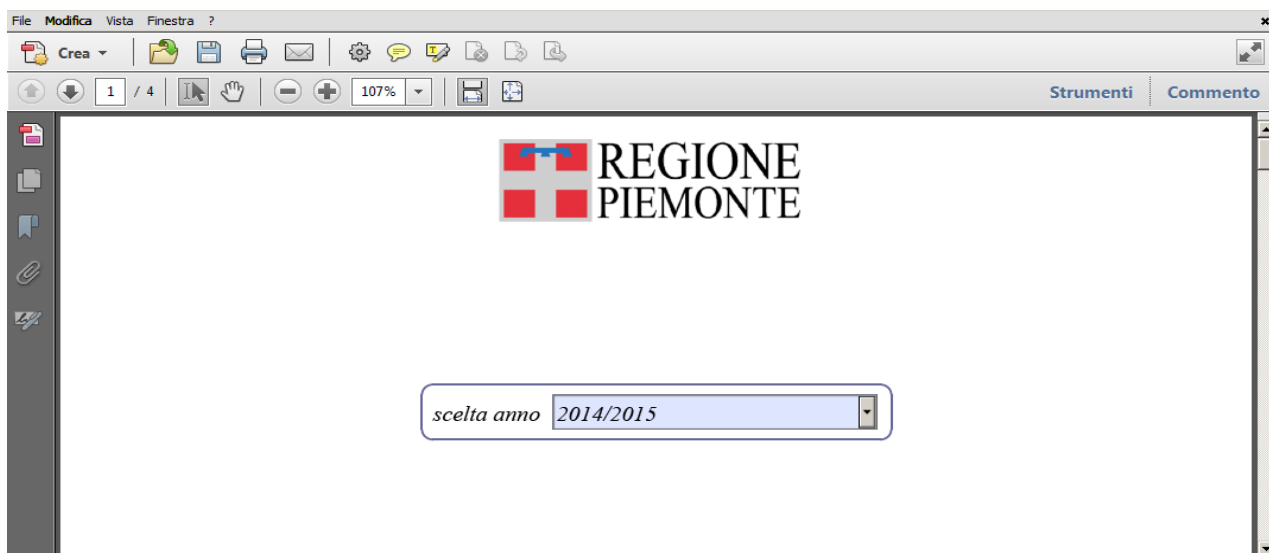 File Modifica Vista Finestra ?
Crea
1 / 4 107% Strumenti Commento
REGIONE
PIEMONTE
scelta anno 2014/2015